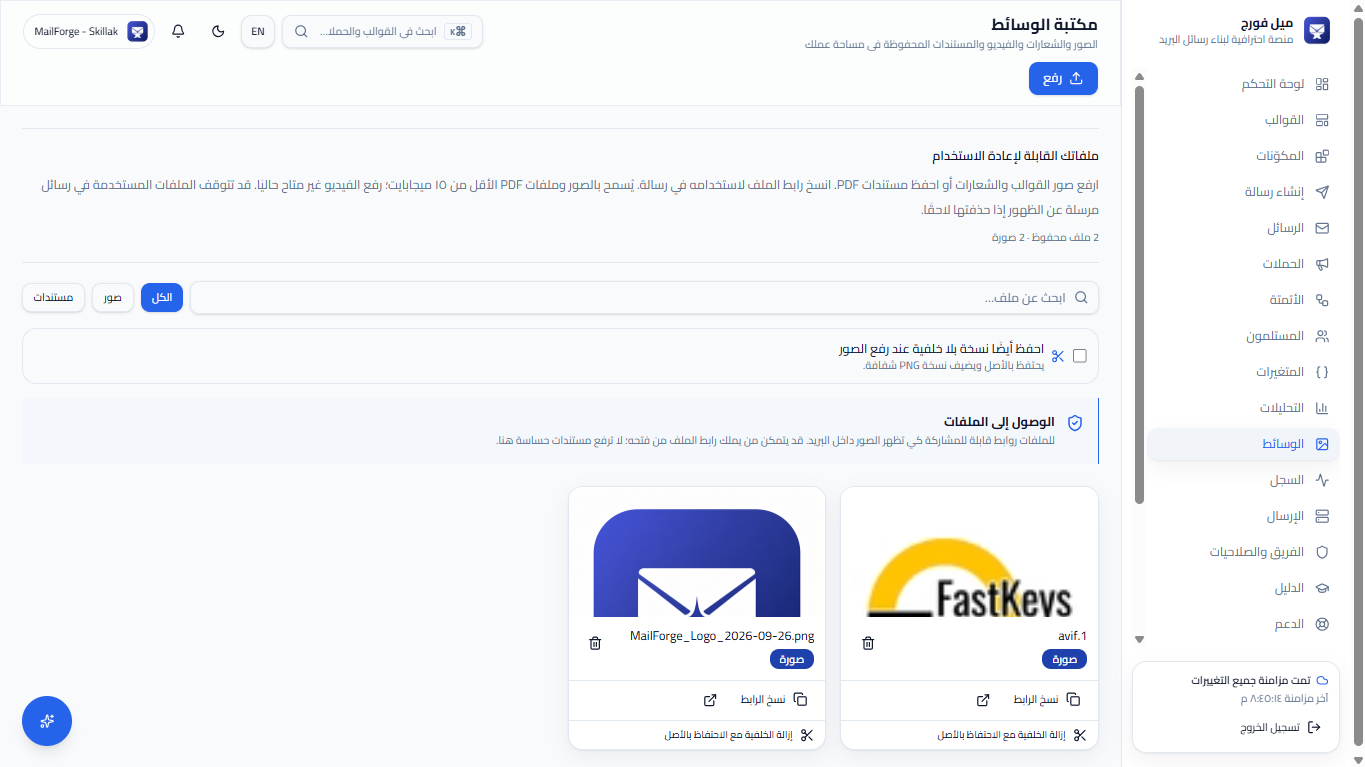 ميل فورج
منصة احترافية لبناء رسائل البريد
لوحة التحكم
القوالب
المكوّنات
إنشاء رسالة
الرسائل
الحملات
الأتمتة
المستلمون
المتغيرات
التحليلات
الوسائط
السجل
الإرسال
الفريق والصلاحيات
الدليل
الدعم
تمت مزامنة جميع التغييرات
آخر مزامنة ٨:٤٥:١٤ م
تسجيل الخروج
مكتبة الوسائط
الصور والشعارات والفيديو والمستندات المحفوظة في مساحة عملك
ابحث في القوالب والحملا...
⌘K
EN
MailForge - Skillak
رفع
ملفاتك القابلة لإعادة الاستخدام
ارفع صور القوالب والشعارات أو احفظ مستندات PDF. انسخ رابط الملف لاستخدامه في رسالة. يُسمح بالصور وملفات PDF الأقل من ١٥ ميجابايت؛ رفع الفيديو غير متاح حاليًا. قد تتوقف الملفات المستخدمة في رسائل
مرسلة عن الظهور إذا حذفتها لاحقًا.
2 ملف محفوظ · 2 صورة
ابحث عن ملف...
الكل
صور
مستندات
احفظ أيضًا نسخة بلا خلفية عند رفع الصور
يحتفظ بالأصل ويضيف نسخة PNG شفافة.
الوصول إلى الملفات
للملفات روابط قابلة للمشاركة كي تظهر الصور داخل البريد. قد يتمكن من يملك رابط الملف من فتحه؛ لا ترفع مستندات حساسة هنا.
FastKeys
avif.1
صورة
نسخ الرابط
إزالة الخلفية مع الاحتفاظ بالأصل
MailForge_Logo_2026-09-26.png
صورة
نسخ الرابط
إزالة الخلفية مع الاحتفاظ بالأصل